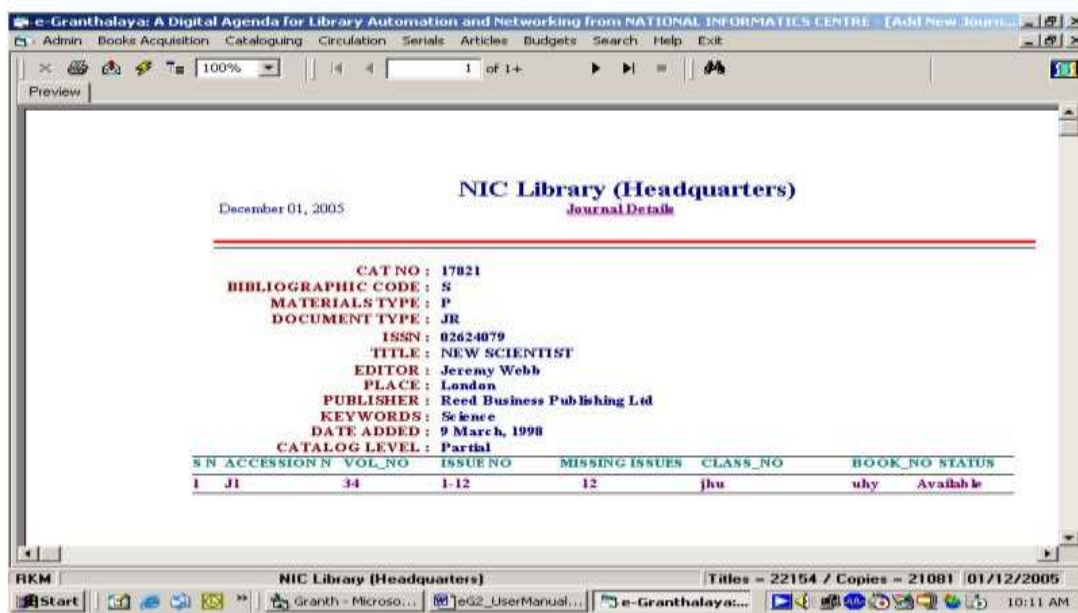 e-Granthalaya: A Digital Agenda for Library Automation and Networking from NATIONAL INFORMATICS CENTRE - [Add New Journ...
Admin Books Acquisition Cataloguing Circulation Serials Articles Budgets Search Help Exit
100% 1 of 1+
Preview
NIC Library (Headquarters)
December 01, 2005 Journal Details
CAT NO : 17821
BIBLIOGRAPHIC CODE : S
MATERIALS TYPE : P
DOCUMENT TYPE : JR
ISSN : 02624079
TITLE : NEW SCIENTIST
EDITOR : Jeremy Webb
PLACE : London
PUBLISHER : Reed Business Publishing Ltd
KEYWORDS : Science
DATE ADDED : 9 March, 1998
CATALOG LEVEL : Partial
S N ACCESSION N VOL_NO ISSUE NO MISSING ISSUES CLASS_NO BOOK_NO STATUS
1 J1 34 1-12 12 jhu uhy Available
RKM NIC Library (Headquarters) Titles = 22154 / Copies = 21081 01/12/2005
Start Granth - Microso... eG2_UserManual... e-Granthalaya:... 10:11 AM